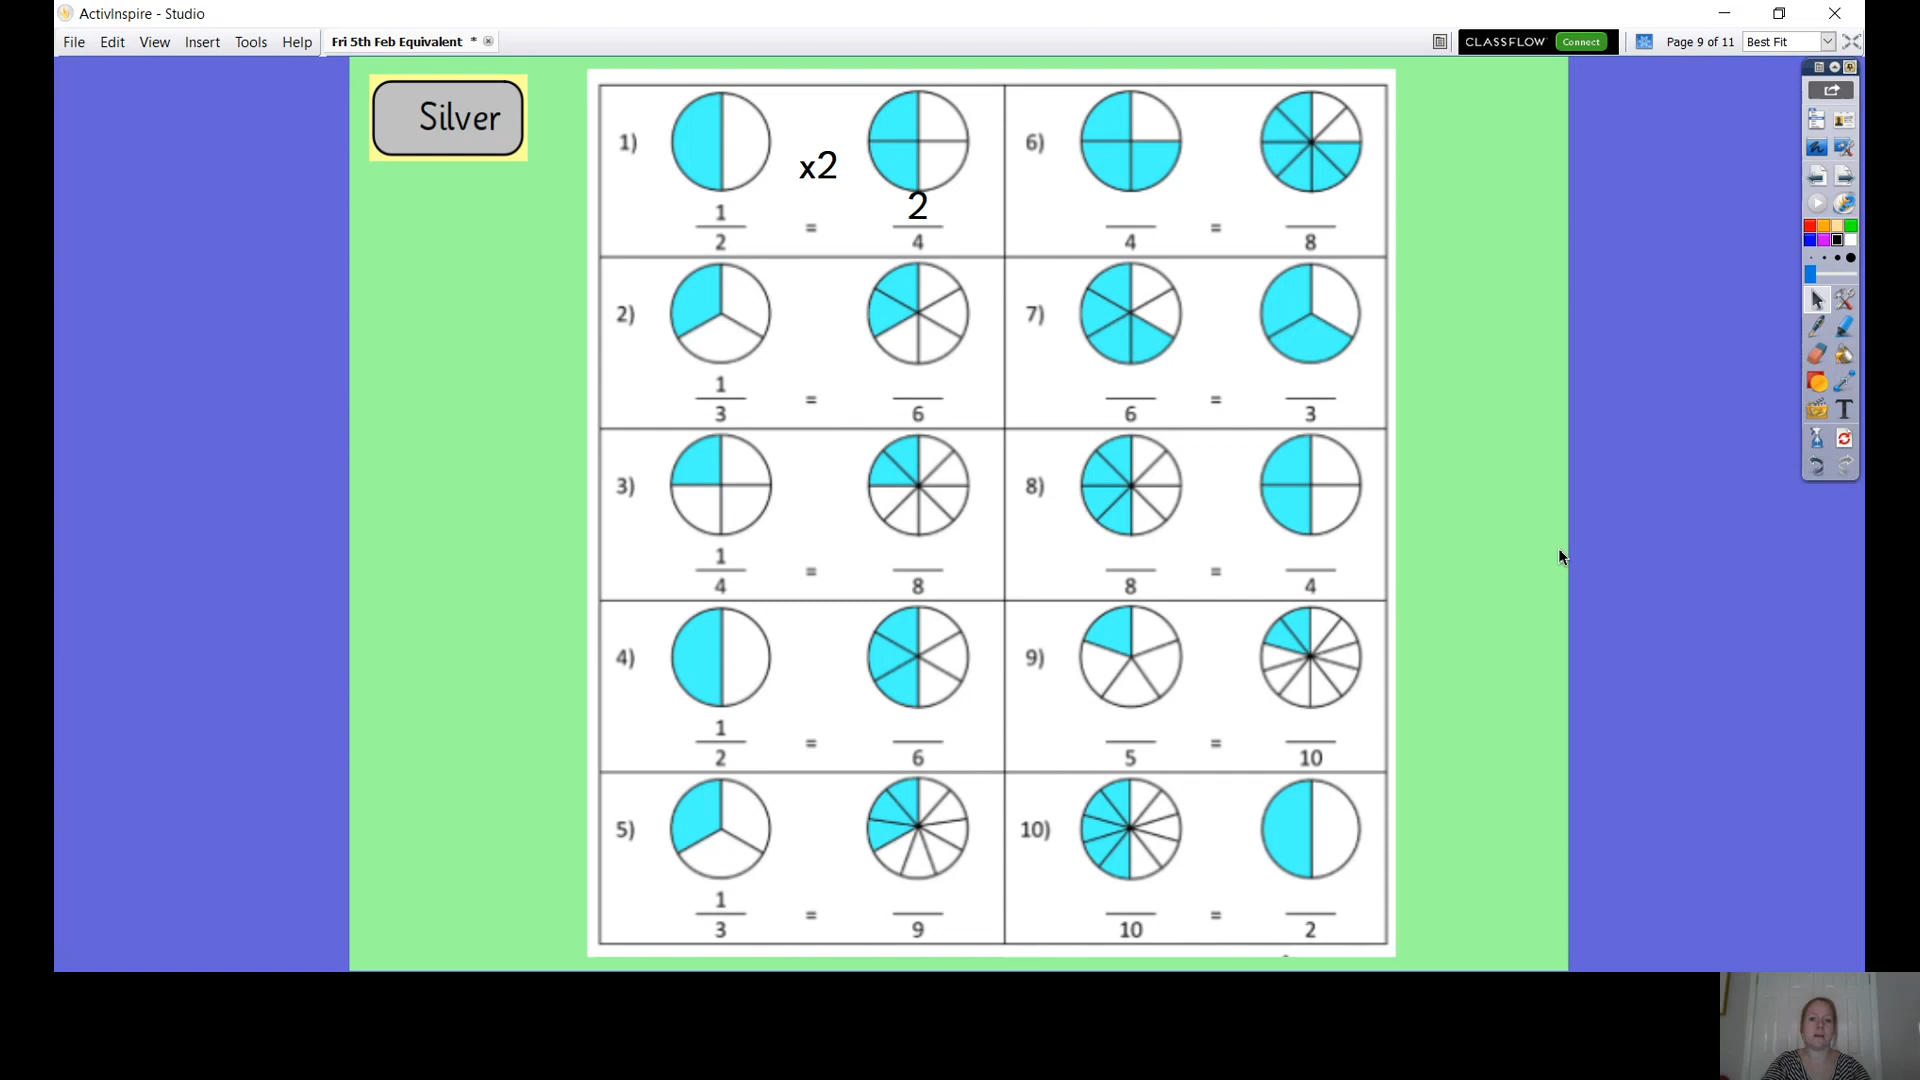 ActivInspire - Studio
File Edit View Insert Tools Help Fri 5th Feb Equivalent * CLASSFLOW Connect Page 9 of 11 Best Fit
Silver
1) x2
1/2 = 2/4
2)
1/3 = /6
3)
1/4 = /8
4)
1/2 = /6
5)
1/3 = /9
6)
/4 = /8
7)
/6 = /3
8)
/8 = /4
9)
/5 = /10
10)
/10 = /2
T